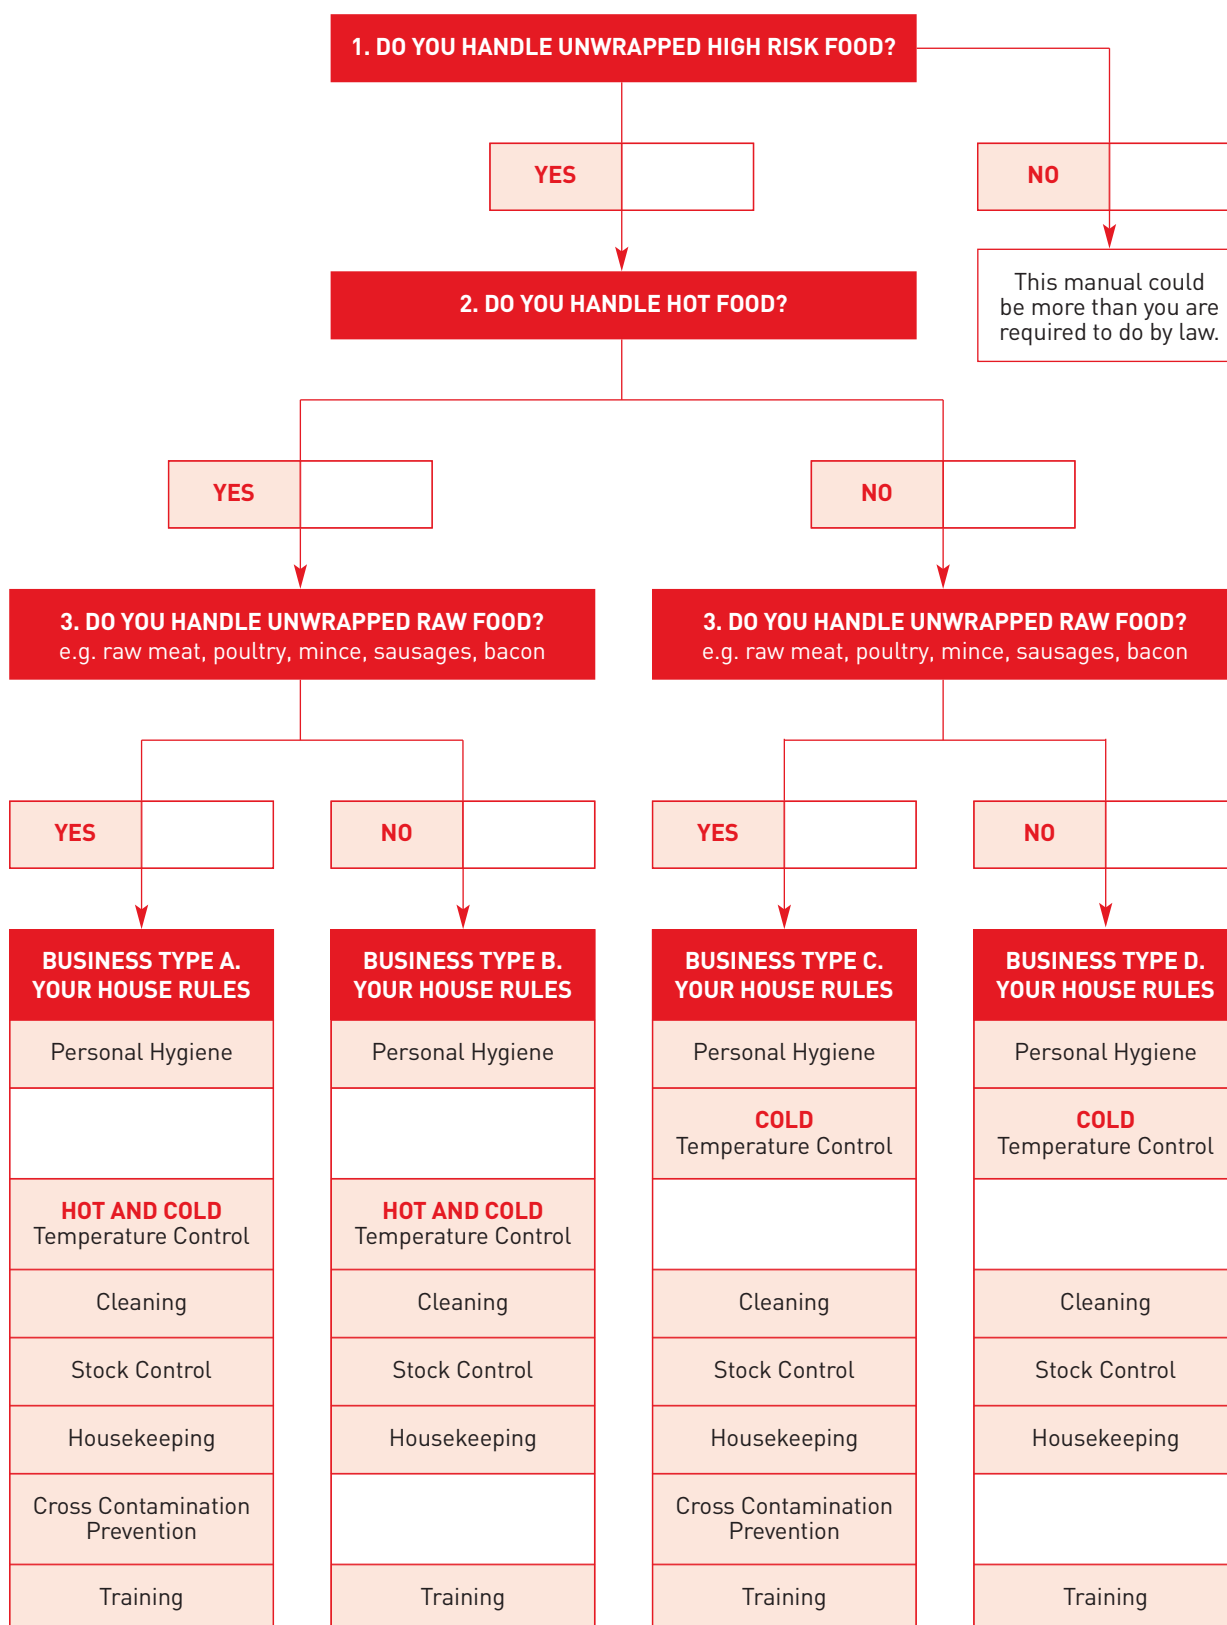 1. DO YOU HANDLE UNWRAPPED HIGH RISK FOOD?
YES
NO
This manual could
be more than you are
required to do by law.
2. DO YOU HANDLE HOT FOOD?
YES
NO
3. DO YOU HANDLE UNWRAPPED RAW FOOD?
e.g. raw meat, poultry, mince, sausages, bacon
3. DO YOU HANDLE UNWRAPPED RAW FOOD?
e.g. raw meat, poultry, mince, sausages, bacon
YES
NO
YES
NO
BUSINESS TYPE A.
YOUR HOUSE RULES
Personal Hygiene
HOT AND COLD
Temperature Control
Cleaning
Stock Control
Housekeeping
Cross Contamination
Prevention
Training
BUSINESS TYPE B.
YOUR HOUSE RULES
Personal Hygiene
HOT AND COLD
Temperature Control
Cleaning
Stock Control
Housekeeping
Training
BUSINESS TYPE C.
YOUR HOUSE RULES
Personal Hygiene
COLD
Temperature Control
Cleaning
Stock Control
Housekeeping
Cross Contamination
Prevention
Training
BUSINESS TYPE D.
YOUR HOUSE RULES
Personal Hygiene
COLD
Temperature Control
Cleaning
Stock Control
Housekeeping
Training